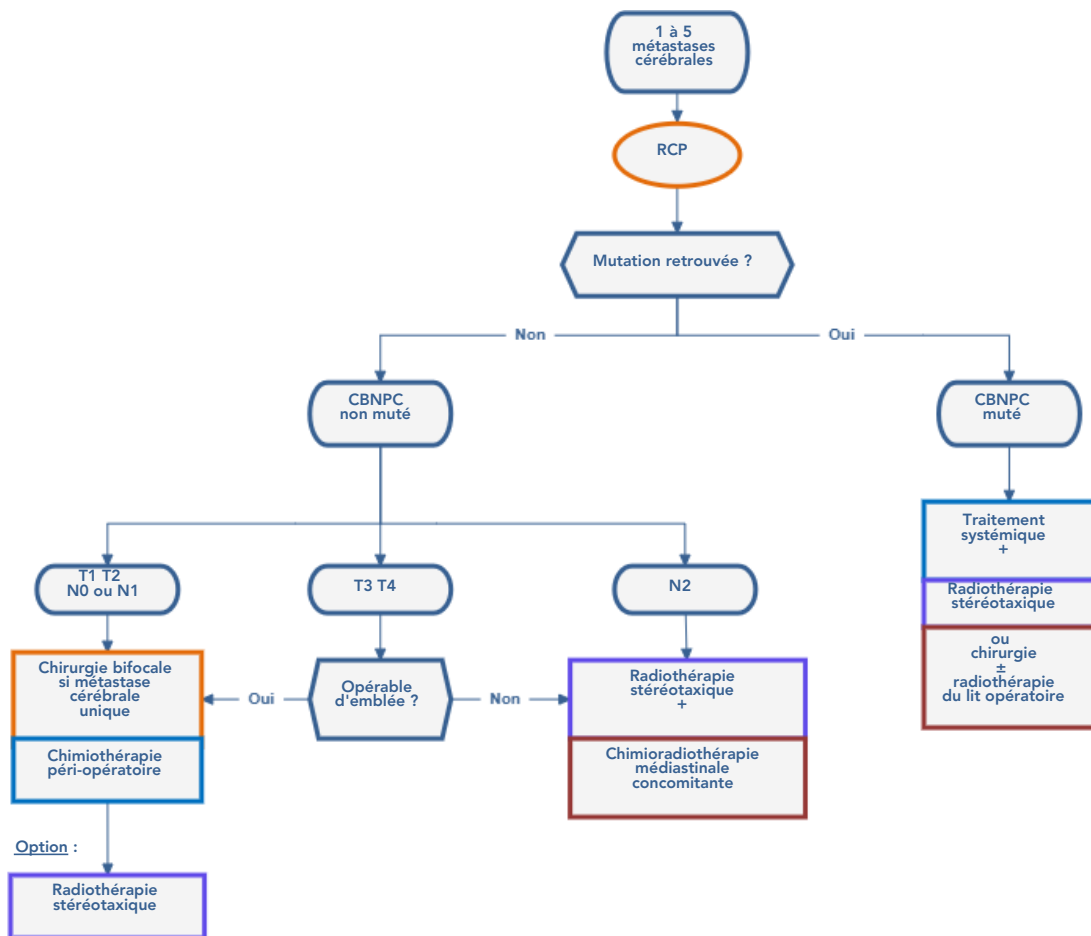 1 à 5
métastases
cérébrales
RCP
Mutation retrouvée ?
Non
Oui
CBNPC
non muté
CBNPC
muté
T1 T2
N0 ou N1
T3 T4
N2
Traitement
systémique
+
Radiothérapie
stéréotaxique
ou
chirurgie
±
radiothérapie
du lit opératoire
Chirurgie bifocale
si métastase
cérébrale
unique
Chimiothérapie
péri-opératoire
Oui
Opérable
d'emblée ?
Non
Radiothérapie
stéréotaxique
+
Chimioradiothérapie
médiastinale
concomitante
Option :
Radiothérapie
stéréotaxique